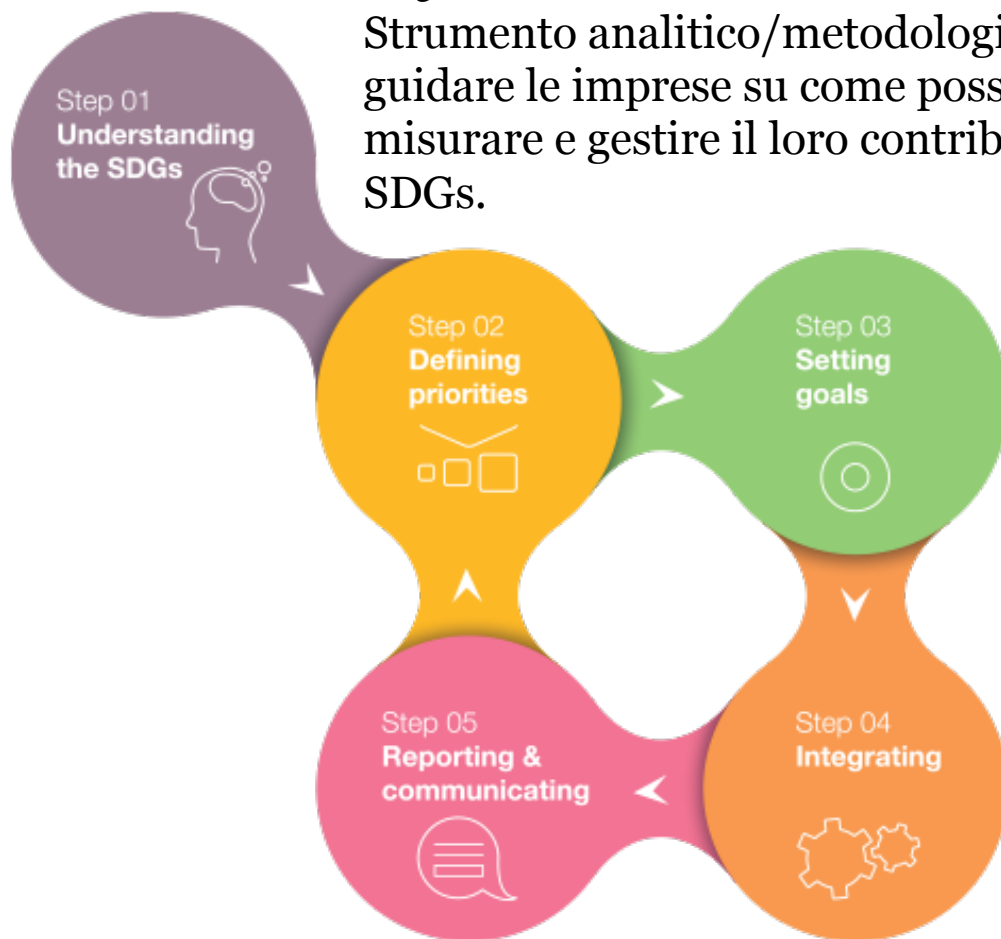 Strumento analitico/metodologi
guidare le imprese su come poss
misurare e gestire il loro contrib
SDGs.
Step 01
Understanding
the SDGs
Step 02
Defining
priorities
Step 03
Setting
goals
Step 04
Integrating
Step 05
Reporting &
communicating